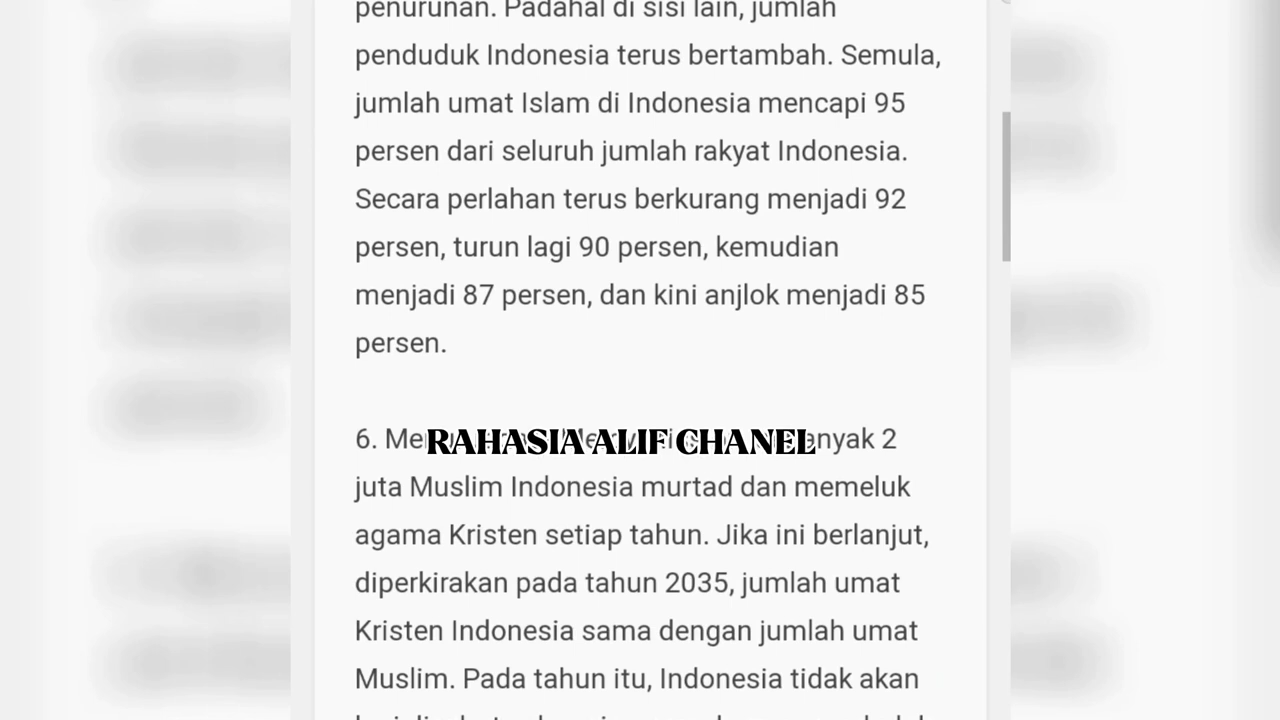 penurunan. Padahal di sisi lain, jumlah
penduduk Indonesia terus bertambah. Semula,
jumlah umat Islam di Indonesia mencapi 95
persen dari seluruh jumlah rakyat Indonesia.
Secara perlahan terus berkurang menjadi 92
persen, turun lagi 90 persen, kemudian
menjadi 87 persen, dan kini anjlok menjadi 85
persen.
6. RAHASIA ALIF CHANEL 2
juta Muslim Indonesia murtad dan memeluk
agama Kristen setiap tahun. Jika ini berlanjut,
diperkirakan pada tahun 2035, jumlah umat
Kristen Indonesia sama dengan jumlah umat
Muslim. Pada tahun itu, Indonesia tidak akan